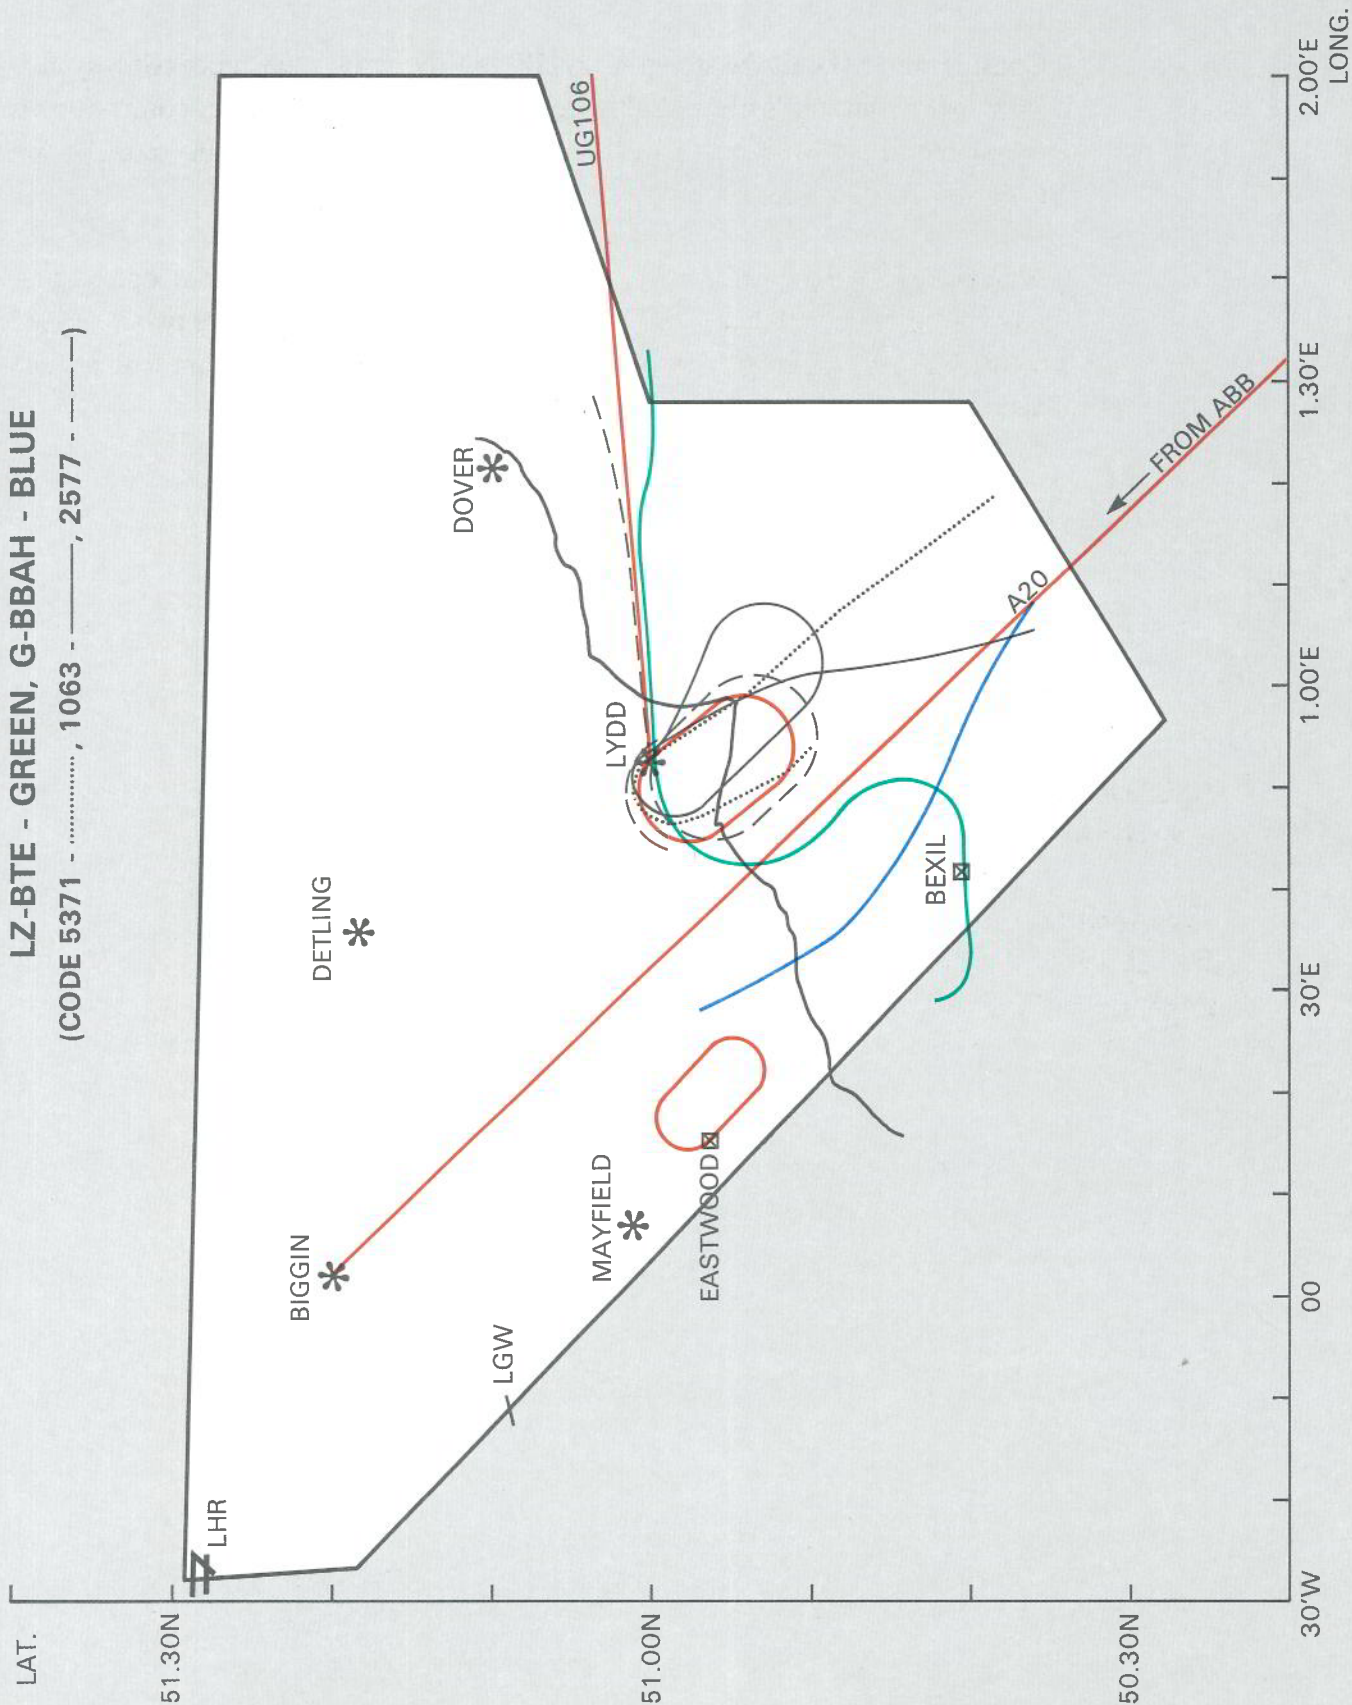 LZ-BTE - GREEN, G-BBAH - BLUE
(CODE 5371 - .............., 1063 - ————, 2577 - — — —)
LAT.
51.30N
51.00N
50.30N
LHR
LGW
BIGGIN
MAYFIELD
EASTWOOD
DETLING
BEXIL
LYDD
DOVER
UG106
A20
FROM ABB
30'W
00
30'E
1.00'E
1.30'E
2.00'E
LONG.